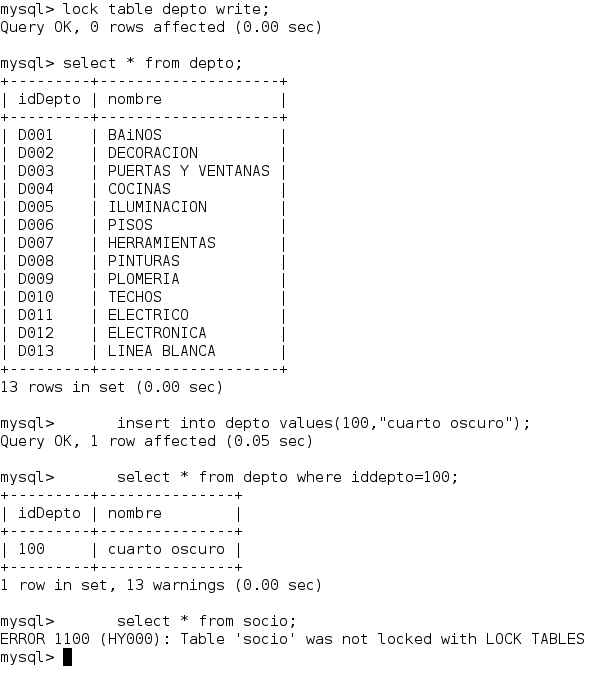 mysql> lock table depto write;
Query OK, 0 rows affected (0.00 sec)
mysql> select * from depto;
+---------+--------------------+
| idDepto | nombre             |
+---------+--------------------+
| D001    | BAiNOS             |
| D002    | DECORACION         |
| D003    | PUERTAS Y VENTANAS |
| D004    | COCINAS            |
| D005    | ILUMINACION        |
| D006    | PISOS              |
| D007    | HERRAMIENTAS       |
| D008    | PINTURAS           |
| D009    | PLOMERIA           |
| D010    | TECHOS             |
| D011    | ELECTRICO          |
| D012    | ELECTRONICA        |
| D013    | LINEA BLANCA       |
+---------+--------------------+
13 rows in set (0.00 sec)
mysql>       insert into depto values(100,"cuarto oscuro");
Query OK, 1 row affected (0.05 sec)
mysql>       select * from depto where iddepto=100;
+---------+---------------+
| idDepto | nombre        |
+---------+---------------+
| 100     | cuarto oscuro |
+---------+---------------+
1 row in set, 13 warnings (0.00 sec)
mysql>       select * from socio;
ERROR 1100 (HY000): Table 'socio' was not locked with LOCK TABLES
mysql>